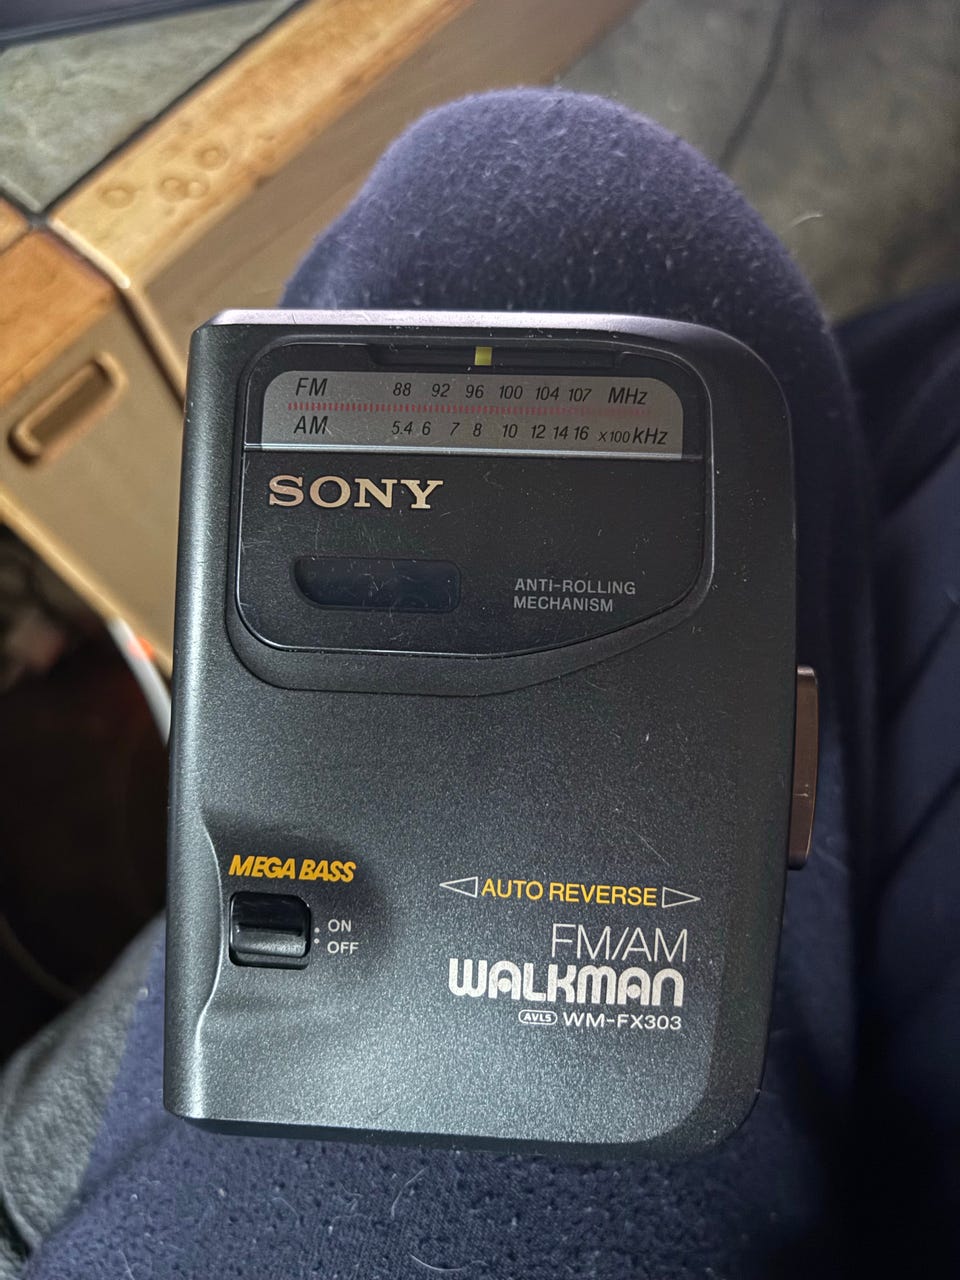 FM 88 92 96 100 104 107 MHz
AM 5.4 6 7 8 10 12 14 16 x100 kHz
SONY
ANTI-ROLLING
MECHANISM
MEGA BASS
ON
OFF
AUTO REVERSE
FM/AM
WALKMAN
AVLS WM-FX303